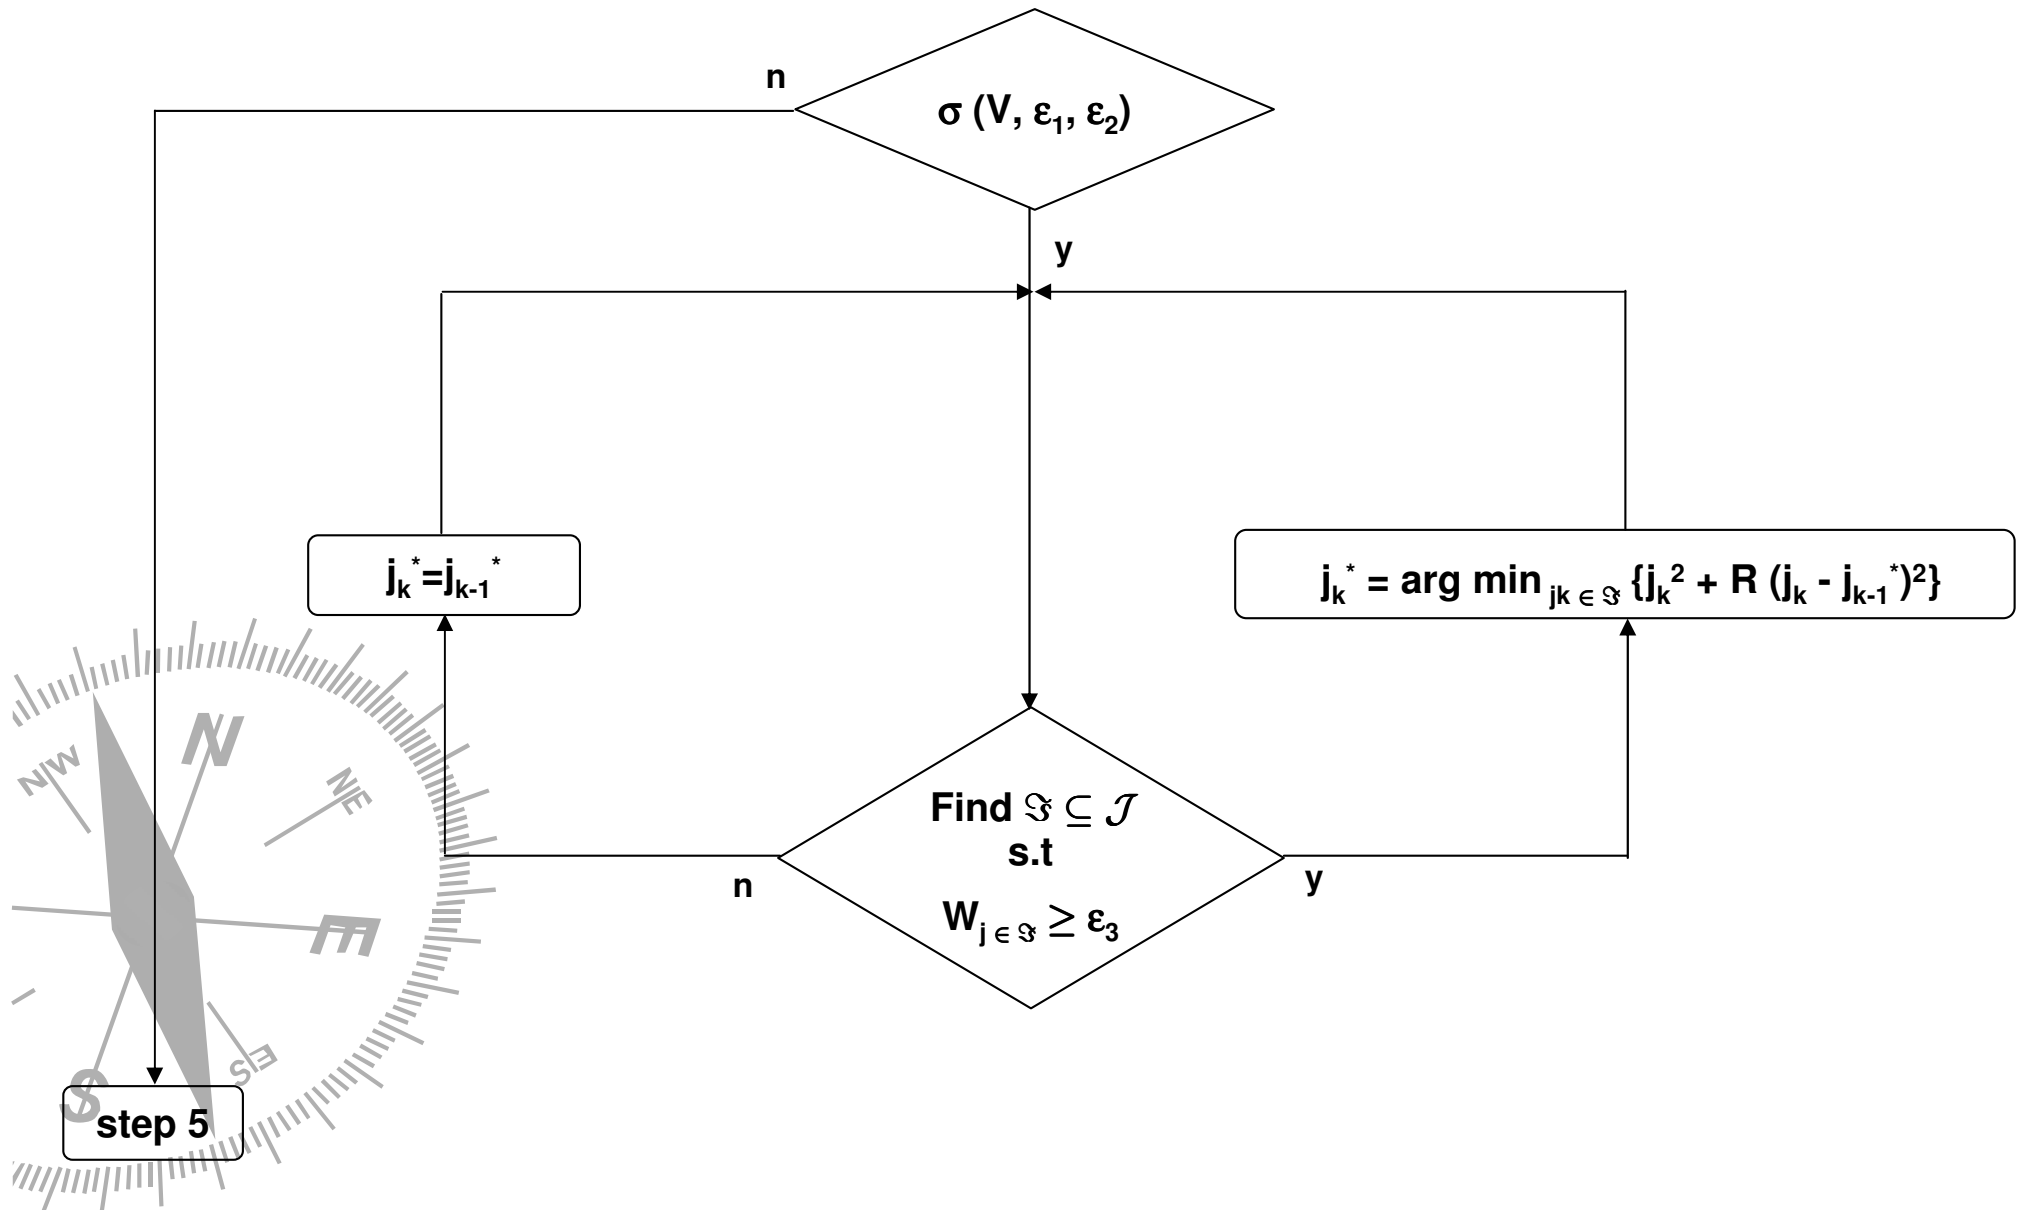 n
σ (V, ε₁, ε₂)
y
jₖ*=jₖ₋₁*
jₖ* = arg min jk ∈ ℑ {jₖ² + R (jₖ - jₖ₋₁*)²}
N
NW
NE
Find ℑ ⊆ 𝒥
s.t
n
y
W j ∈ ℑ ≥ ε₃
E
SE
S
step 5